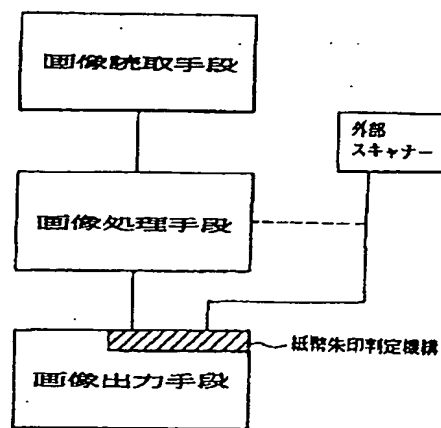 画像読取手段
外部
スキャナー
画像処理手段
紙幣朱印判定機構
画像出力手段